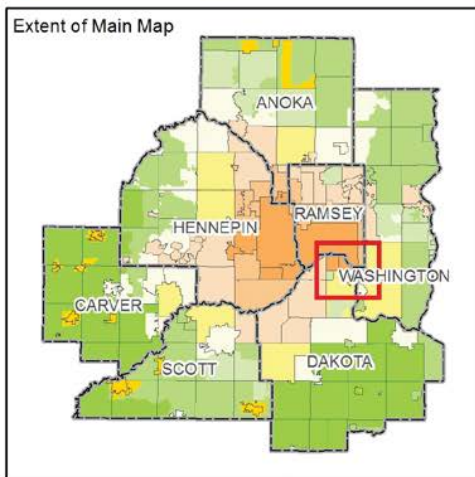 Extent of Main Map
ANOKA
RAMSEY
HENNEPIN
WASHINGTON
CARVER
SCOTT
DAKOTA